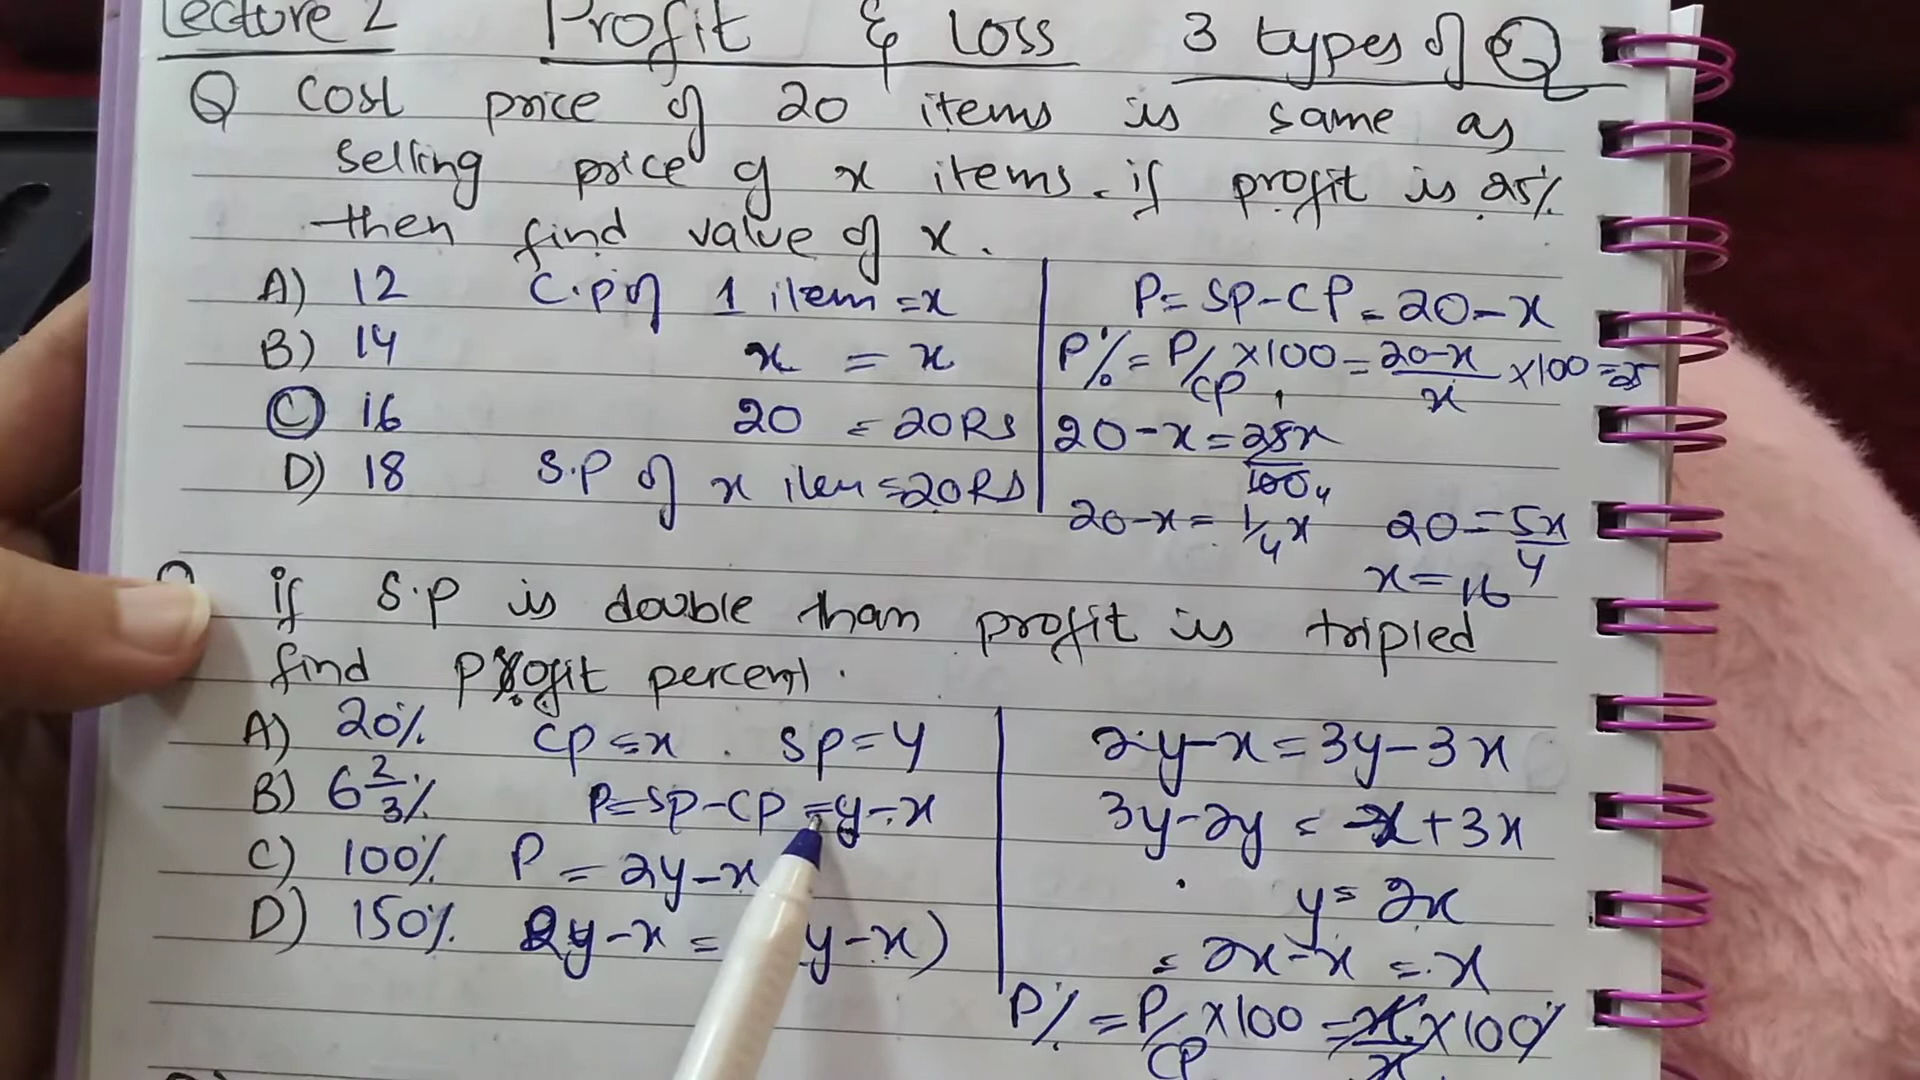 Lecture 2 Profit & Loss 3 types of Q
Q Cost price of 20 items is same as
selling price of x items. if profit is 25%
then find value of x.
A) 12 C.p of 1 item = x
B) 14 x = x
C) 16 20 = 20RS
D) 18 S.P of x item = 20RS
P = SP - CP = 20 - x
P% = P/CP × 100 = 20-x/x × 100 = 25
20 - x = 25x/100 4
20 - x = 1/4 x 20 = 5x/4
x = 16
Q if S.P is double than profit is tripled
find profit percent.
A) 20% CP = x . SP = y
B) 6 2/3% P = SP - CP = y - x
C) 100% P = 2y - x
D) 150% 2y - x = y - x)
2y - x = 3y - 3x
3y - 2y = -x + 3x
y = 2x
= 2x - x = x
P% = P/CP × 100 = x/x × 100%